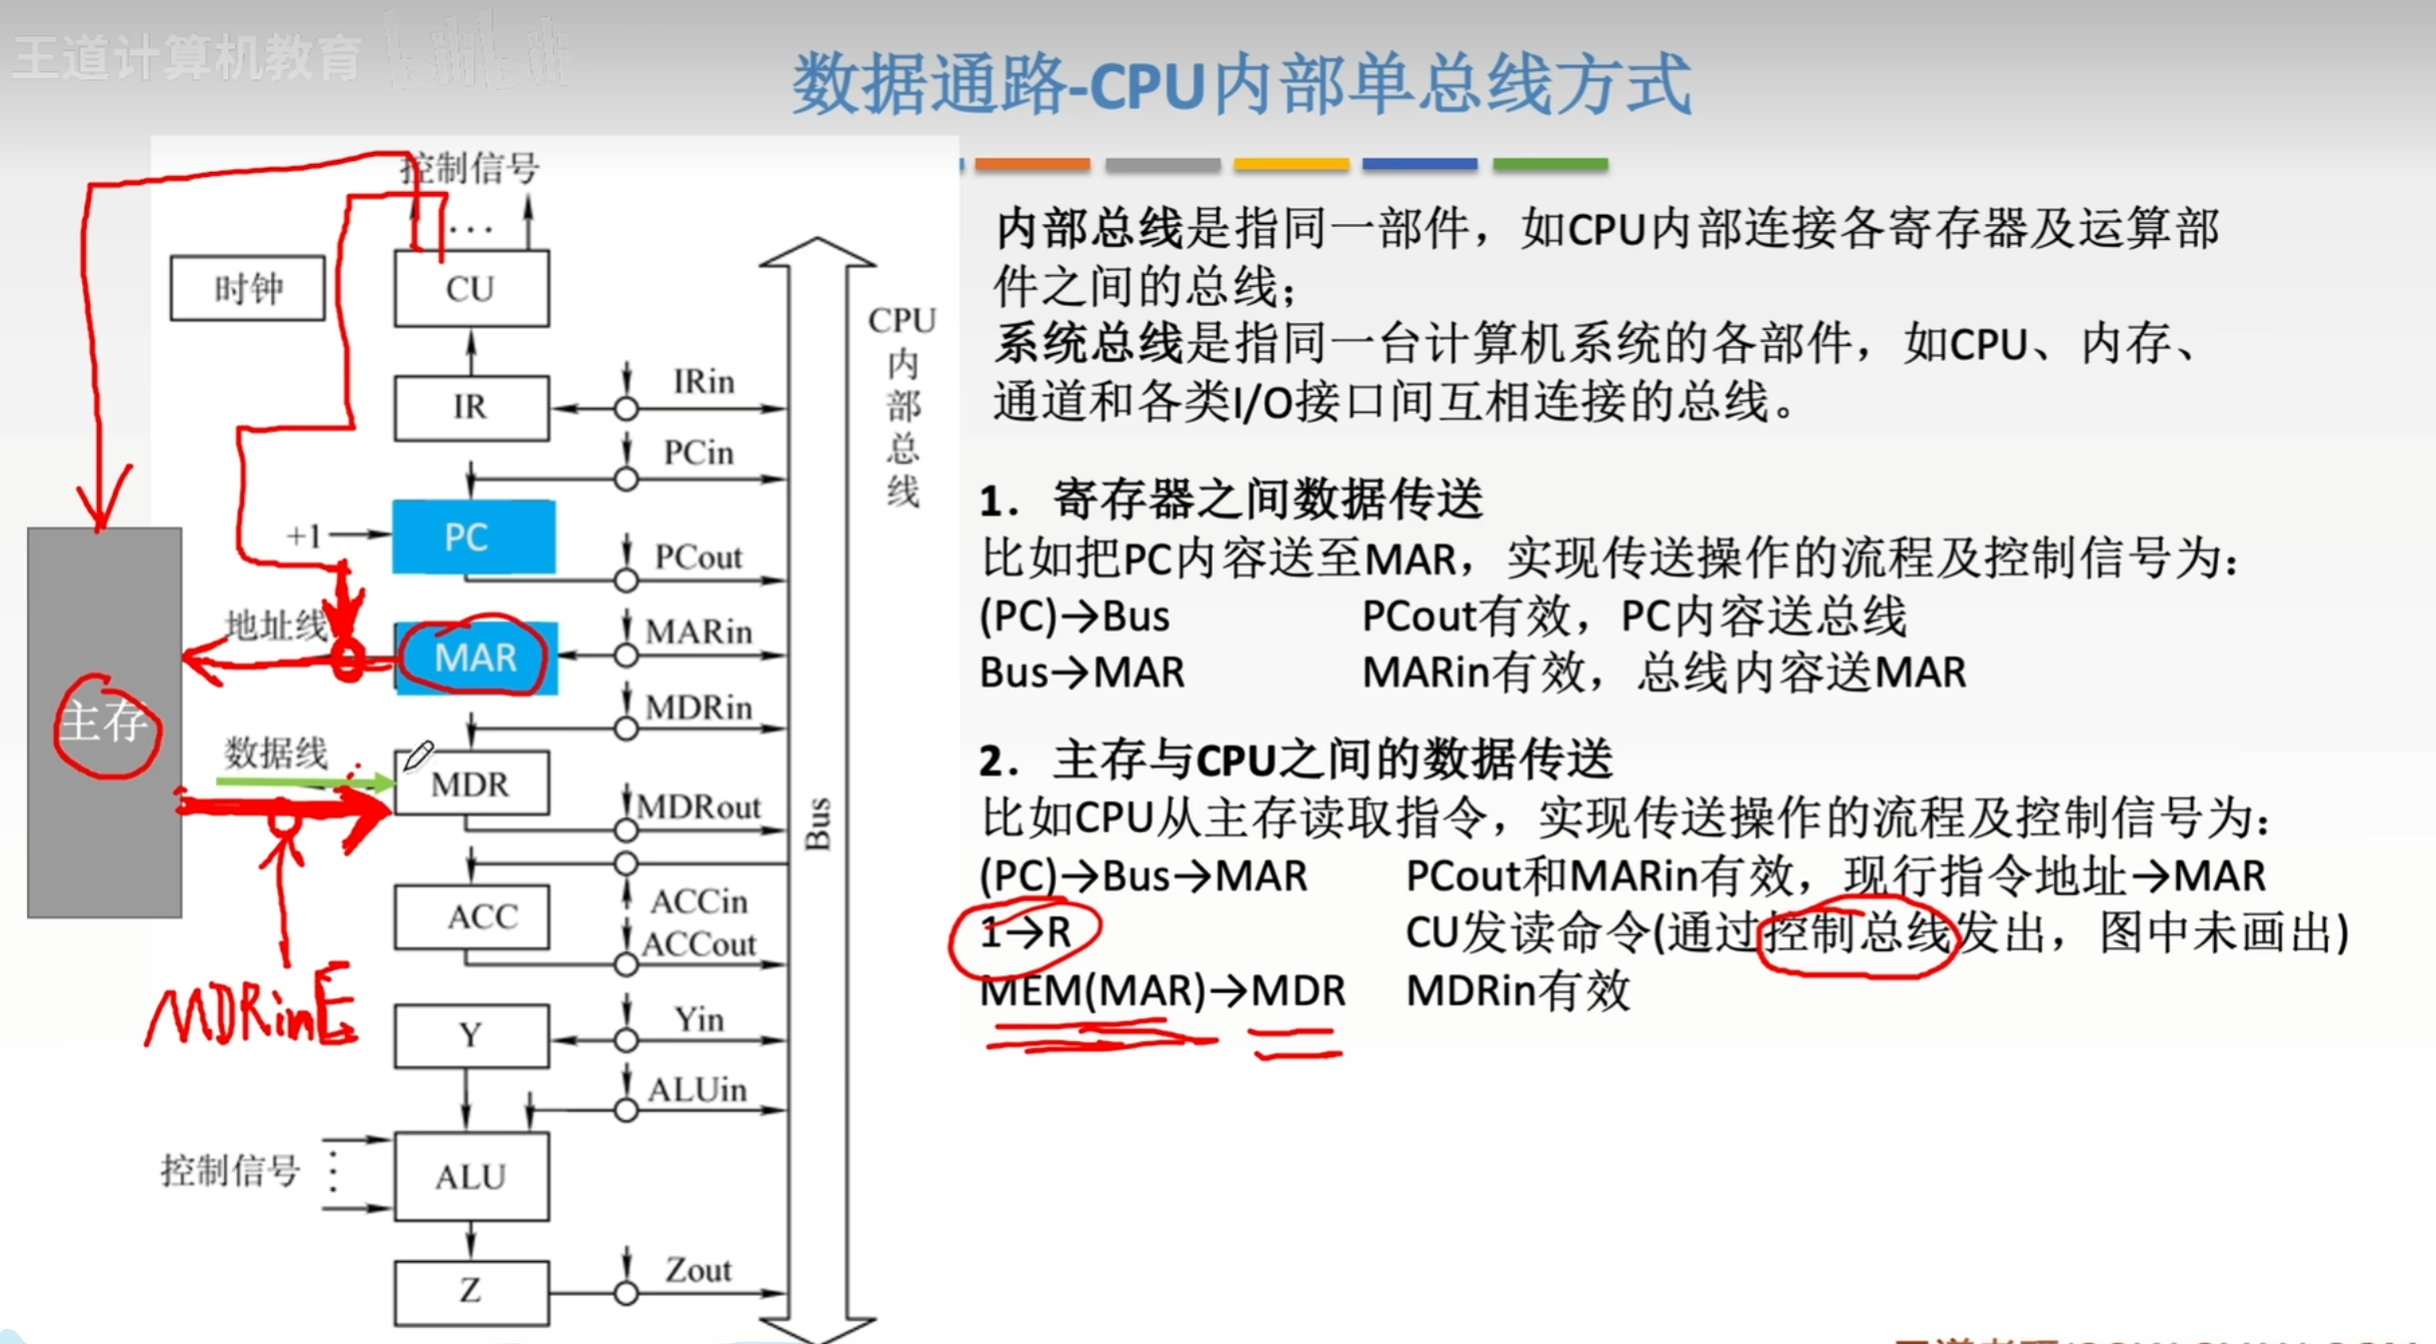 王道计算机教育 bilibili
数据通路-CPU内部单总线方式
控制信号
...
时钟
CU
CPU内部总线
IR
IRin
PCin
+1
PC
PCout
地址线
MAR
MARin
MDRin
主存
数据线
MDR
MDRout
Bus
ACC
ACCin
ACCout
MDRinE
Y
Yin
ALUin
控制信号
ALU
Z
Zout
内部总线是指同一部件，如CPU内部连接各寄存器及运算部
件之间的总线；
系统总线是指同一台计算机系统的各部件，如CPU、内存、
通道和各类I/O接口间互相连接的总线。
1. 寄存器之间数据传送
比如把PC内容送至MAR，实现传送操作的流程及控制信号为：
(PC)→Bus PCout有效，PC内容送总线
Bus→MAR MARin有效，总线内容送MAR
2. 主存与CPU之间的数据传送
比如CPU从主存读取指令，实现传送操作的流程及控制信号为：
(PC)→Bus→MAR PCout和MARin有效，现行指令地址→MAR
1→R CU发读命令(通过控制总线发出，图中未画出)
MEM(MAR)→MDR MDRin有效